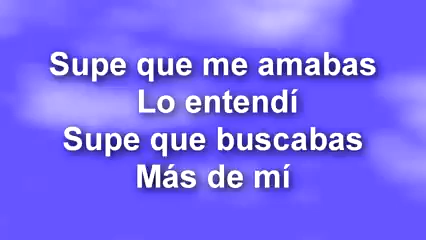 Supe que me amabas
Lo entendí
Supe que buscabas
Más de mí